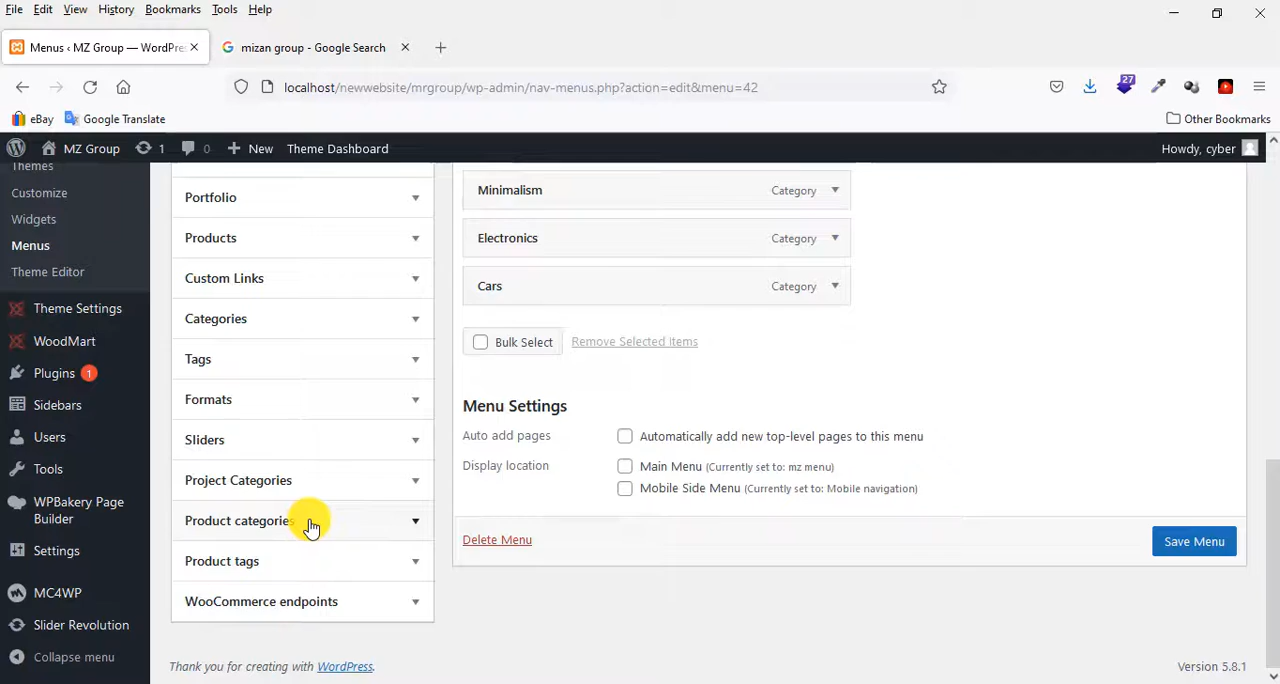 File Edit View History Bookmarks Tools Help
Menus ‹ MZ Group — WordPre
mizan group - Google Search
localhost/newwebsite/mrgroup/wp-admin/nav-menus.php?action=edit&menu=42
27
eBay Google Translate Other Bookmarks
MZ Group 1 0 New Theme Dashboard Howdy, cyber
Themes
Customize
Widgets
Menus
Theme Editor
Theme Settings
WoodMart
Plugins 1
Sidebars
Users
Tools
WPBakery Page
Builder
Settings
MC4WP
Slider Revolution
Collapse menu
Portfolio
Products
Custom Links
Categories
Tags
Formats
Sliders
Project Categories
Product categories
Product tags
WooCommerce endpoints
Minimalism Category
Electronics Category
Cars Category
Bulk Select Remove Selected Items
Menu Settings
Auto add pages Automatically add new top-level pages to this menu
Display location Main Menu (Currently set to: mz menu)
Mobile Side Menu (Currently set to: Mobile navigation)
Delete Menu Save Menu
Thank you for creating with WordPress. Version 5.8.1